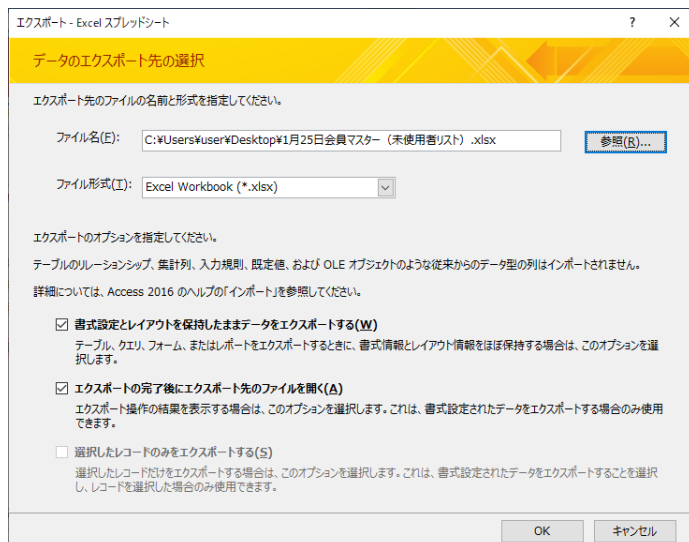 エクスポート - Excel スプレッドシート
データのエクスポート先の選択
エクスポート先のファイルの名前と形式を指定してください。
ファイル名(F): C:¥Users¥user¥Desktop¥1月25日会員マスター（未使用者リスト）.xlsx 参照(R)...
ファイル形式(T): Excel Workbook (*.xlsx)
エクスポートのオプションを指定してください。
テーブルのリレーションシップ、集計列、入力規則、既定値、および OLE オブジェクトのような従来からのデータ型の列はインポートされません。
詳細については、Access 2016 のヘルプの「インポート」を参照してください。
書式設定とレイアウトを保持したままデータをエクスポートする(W)
テーブル、クエリ、フォーム、またはレポートをエクスポートするときに、書式情報とレイアウト情報をほぼ保持する場合は、このオプションを選
択します。
エクスポートの完了後にエクスポート先のファイルを開く(A)
エクスポート操作の結果を表示する場合は、このオプションを選択します。これは、書式設定されたデータをエクスポートする場合のみ使用
できます。
選択したレコードのみをエクスポートする(S)
選択したレコードだけをエクスポートする場合は、このオプションを選択します。これは、書式設定されたデータをエクスポートすることを選択
し、レコードを選択した場合のみ使用できます。
OK キャンセル